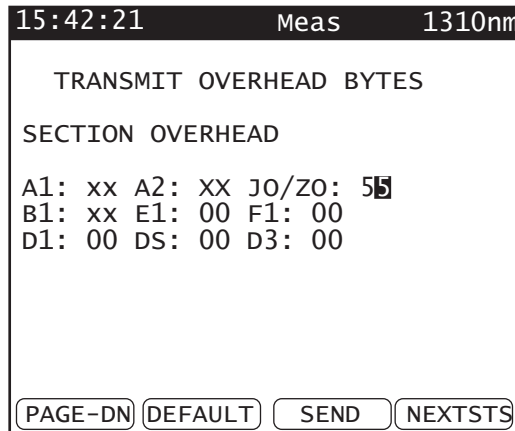 15:42:21 Meas 1310nm
TRANSMIT OVERHEAD BYTES
SECTION OVERHEAD
A1: xx A2: XX JO/ZO: 55
B1: xx E1: 00 F1: 00
D1: 00 DS: 00 D3: 00
PAGE-DN DEFAULT SEND NEXTSTS